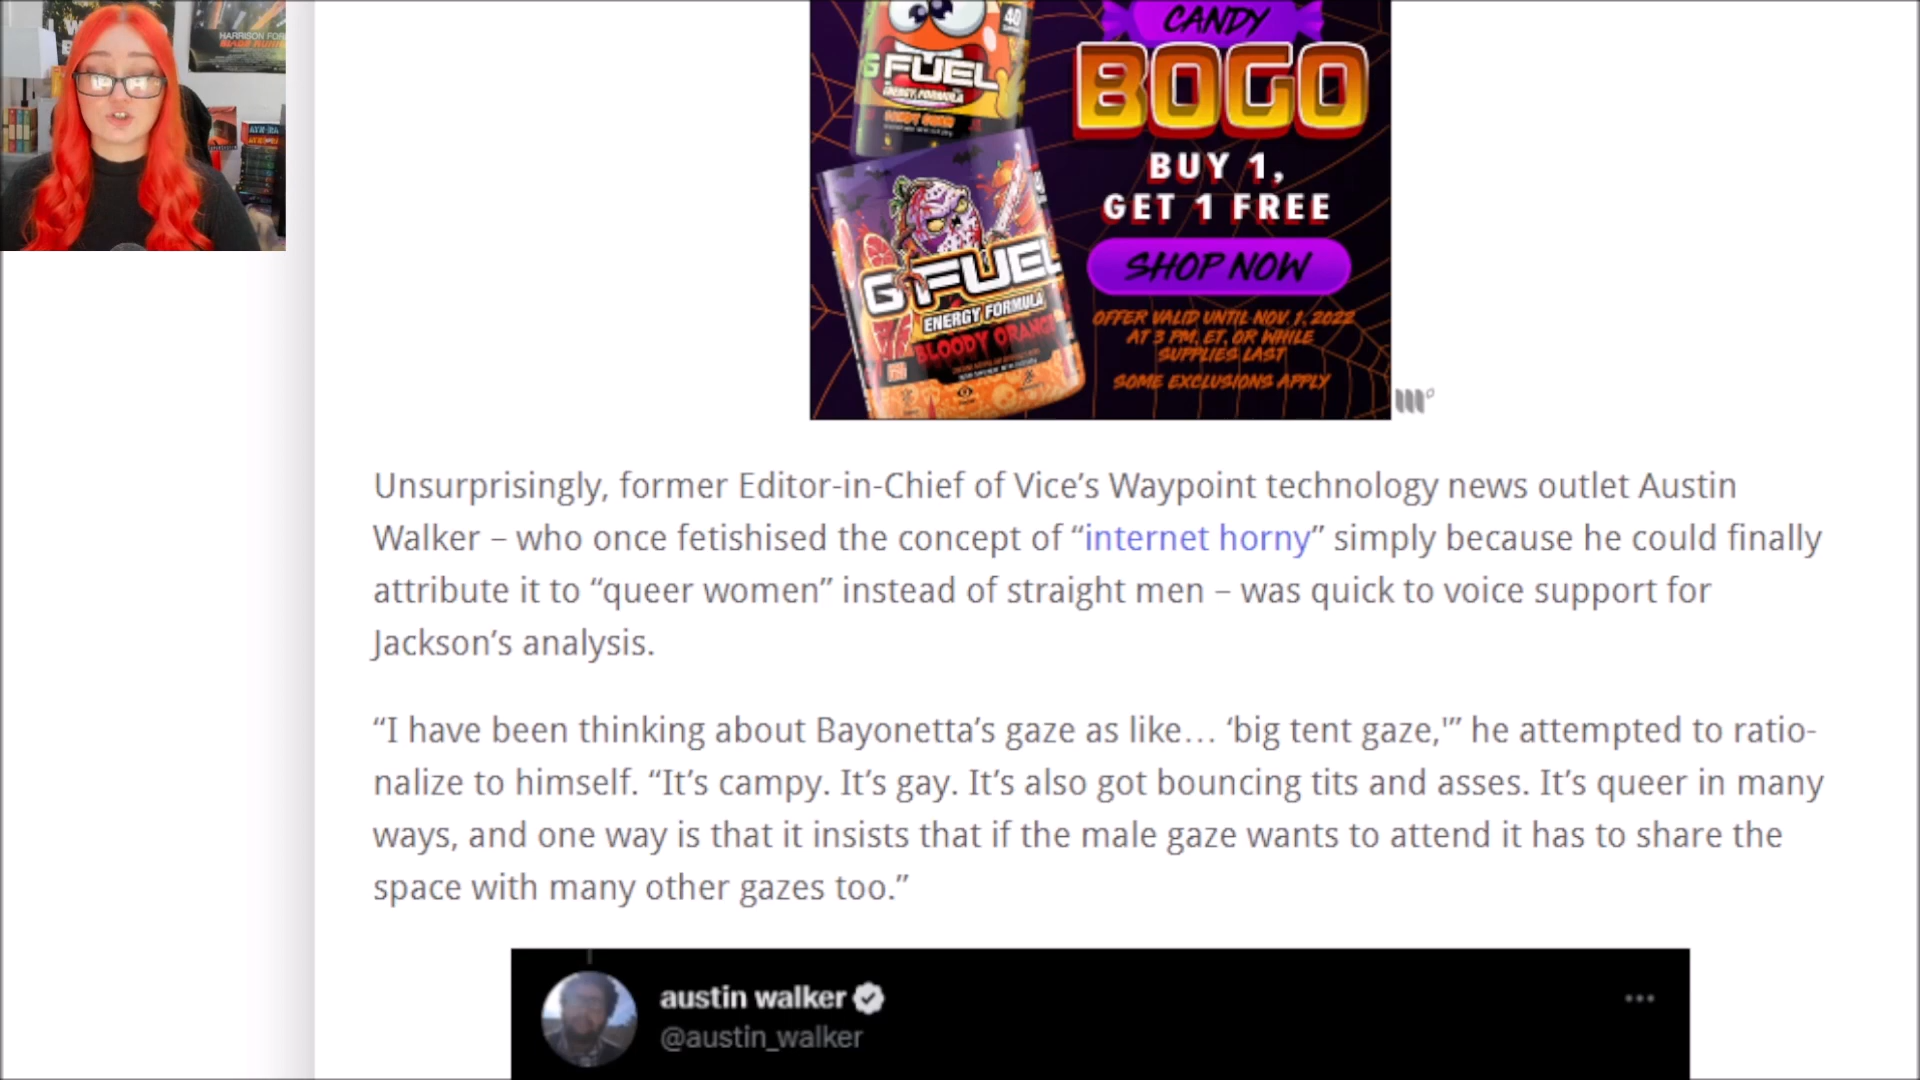 HARRISON FOR
CANDY
BOGO
BUY 1,
GET 1 FREE
SHOP NOW
OFFER VALID UNTIL NOV. 1, 2022
AT 3 PM. ET. OR WHILE
SUPPLIES LAST
SOME EXCLUSIONS APPLY
40
G FUEL
ENERGY FORMULA
G FUEL
ENERGY FORMULA
BLOODY ORANGE
Unsurprisingly, former Editor-in-Chief of Vice’s Waypoint technology news outlet Austin
Walker – who once fetishised the concept of “internet horny” simply because he could finally
attribute it to “queer women” instead of straight men – was quick to voice support for
Jackson’s analysis.
“I have been thinking about Bayonetta’s gaze as like… ‘big tent gaze,'” he attempted to ratio-
nalize to himself. “It’s campy. It’s gay. It’s also got bouncing tits and asses. It’s queer in many
ways, and one way is that it insists that if the male gaze wants to attend it has to share the
space with many other gazes too.”
austin walker
@austin_walker